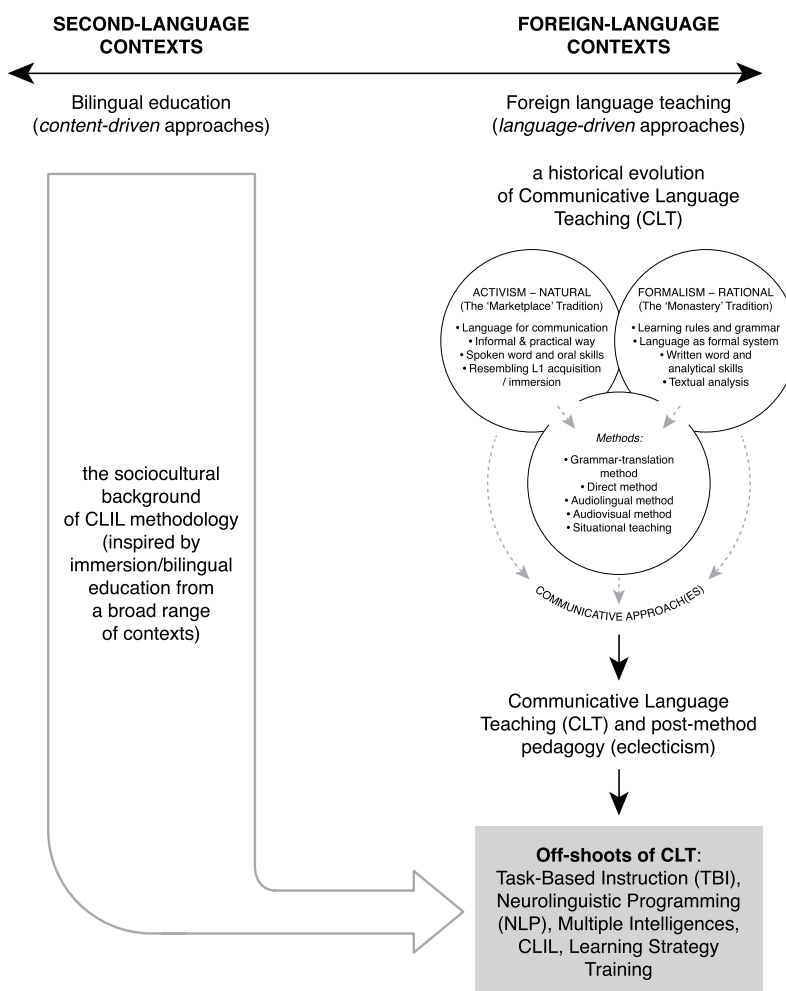 SECOND-LANGUAGE
CONTEXTS
FOREIGN-LANGUAGE
CONTEXTS
Bilingual education
(content-driven approaches)
Foreign language teaching
(language-driven approaches)
a historical evolution
of Communicative Language
Teaching (CLT)
ACTIVISM – NATURAL
(The ‘Marketplace’ Tradition)
• Language for communication
• Informal & practical way
• Spoken word and oral skills
• Resembling L1 acquisition
/ immersion
FORMALISM – RATIONAL
(The ‘Monastery’ Tradition)
• Learning rules and grammar
• Language as formal system
• Written word and
analytical skills
• Textual analysis
Methods:
• Grammar-translation
method
• Direct method
• Audiolingual method
• Audiovisual method
• Situational teaching
COMMUNICATIVE APPROACH(ES)
the sociocultural
background
of CLIL methodology
(inspired by
immersion/bilingual
education from
a broad range
of contexts)
Communicative Language
Teaching (CLT) and post-method
pedagogy (eclecticism)
Off-shoots of CLT:
Task-Based Instruction (TBI),
Neurolinguistic Programming
(NLP), Multiple Intelligences,
CLIL, Learning Strategy
Training